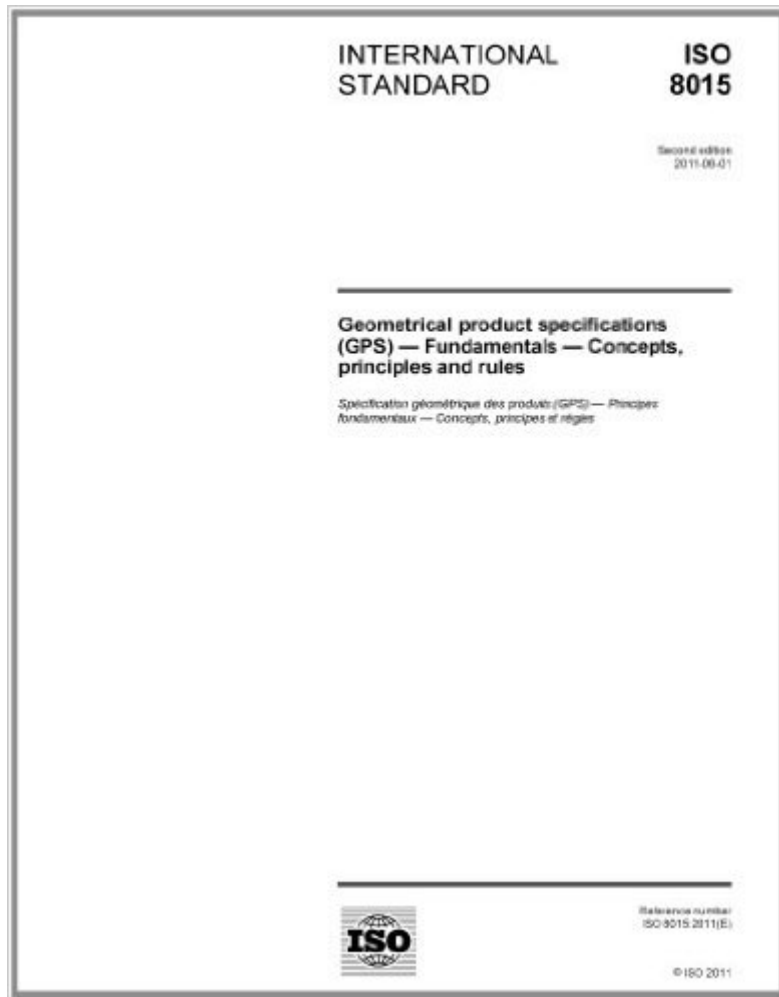 INTERNATIONAL STANDARD
ISO 8015
Second edition
2011-06-01
Geometrical product specifications
(GPS) — Fundamentals — Concepts,
principles and rules
Spécification géométrique des produits (GPS) — Principes
fondamentaux — Concepts, principes et règles
ISO
Reference number
ISO 8015:2011(E)
© ISO 2011